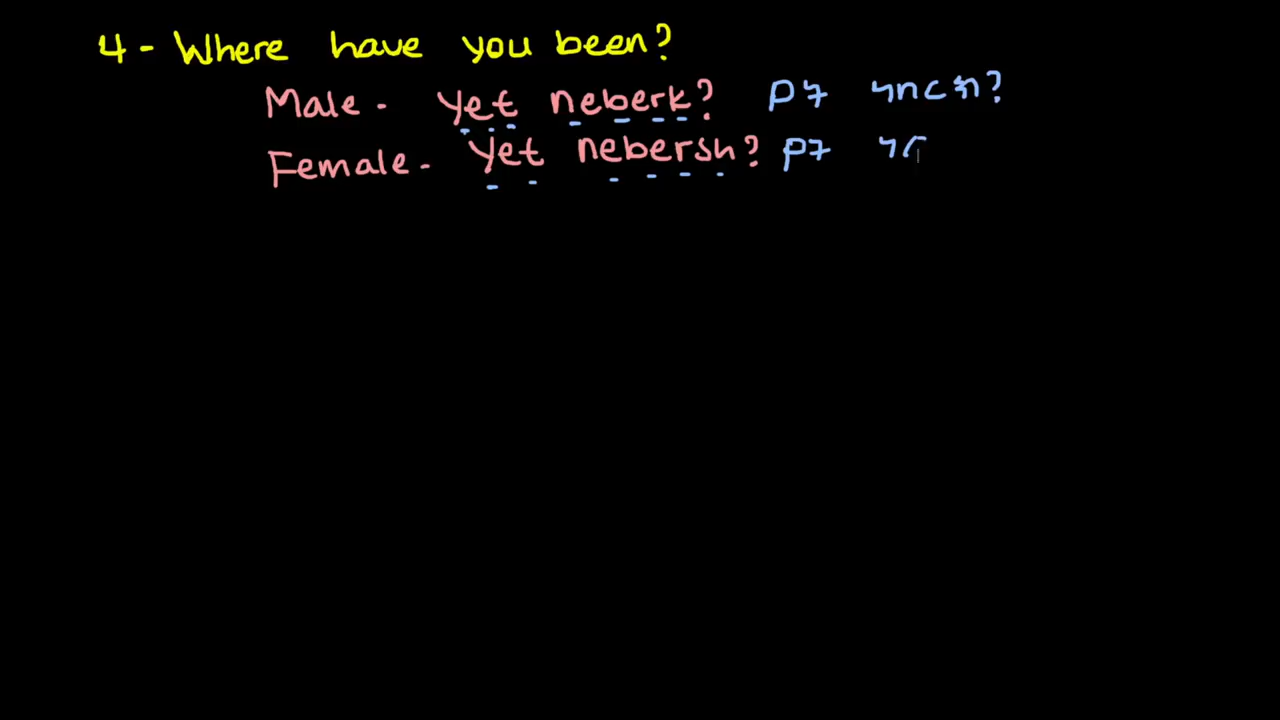 4 - Where have you been?
Male - Yet neberk? የት ነበርክ?
Female - Yet nebersh? የት